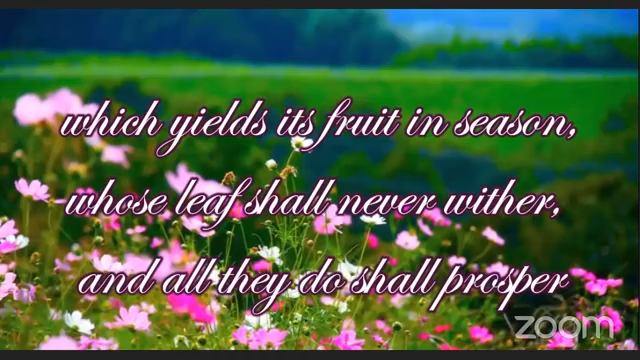 which yields its fruit in season,
whose leaf shall never wither,
and all they do shall prosper
zoom